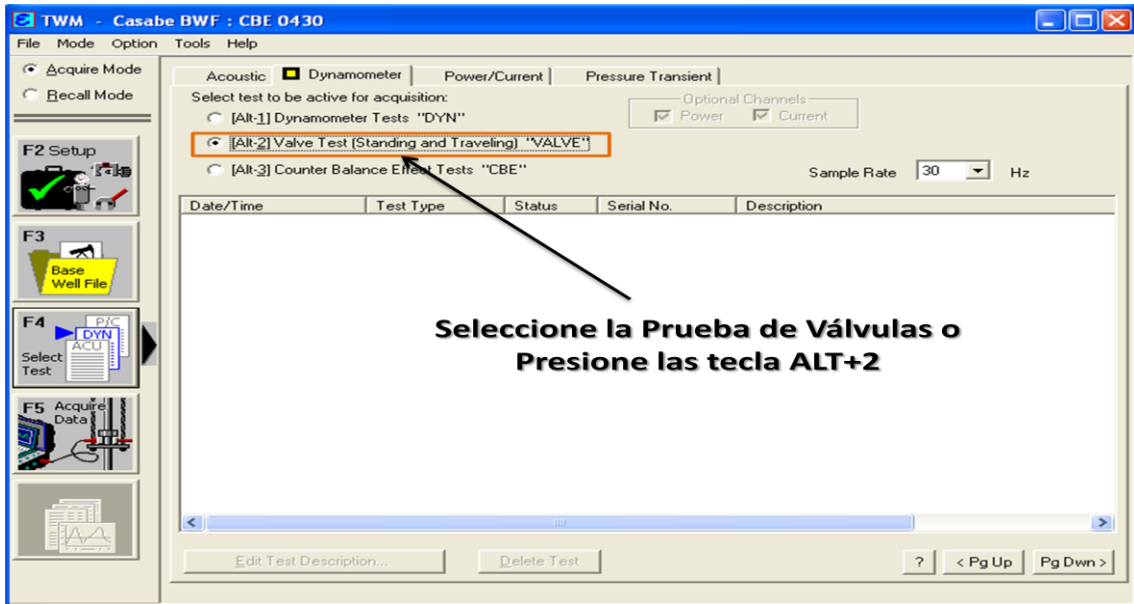 TWM - Casabe BWF : CBE 0430
File Mode Option Tools Help
Acquire Mode
Recall Mode
F2 Setup
F3
Base
Well File
F4
P/C
DYN
ACU
Select
Test
F5 Acquire
Data
Acoustic Dynamometer Power/Current Pressure Transient
Select test to be active for acquisition:
[Alt-1] Dynamometer Tests "DYN"
[Alt-2] Valve Test (Standing and Traveling) "VALVE"
[Alt-3] Counter Balance Effect Tests "CBE"
Optional Channels
Power Current
Sample Rate 30 Hz
Date/Time Test Type Status Serial No. Description
Seleccione la Prueba de Válvulas o
Presione las tecla ALT+2
Edit Test Description... Delete Test ? < Pg Up Pg Dwn >